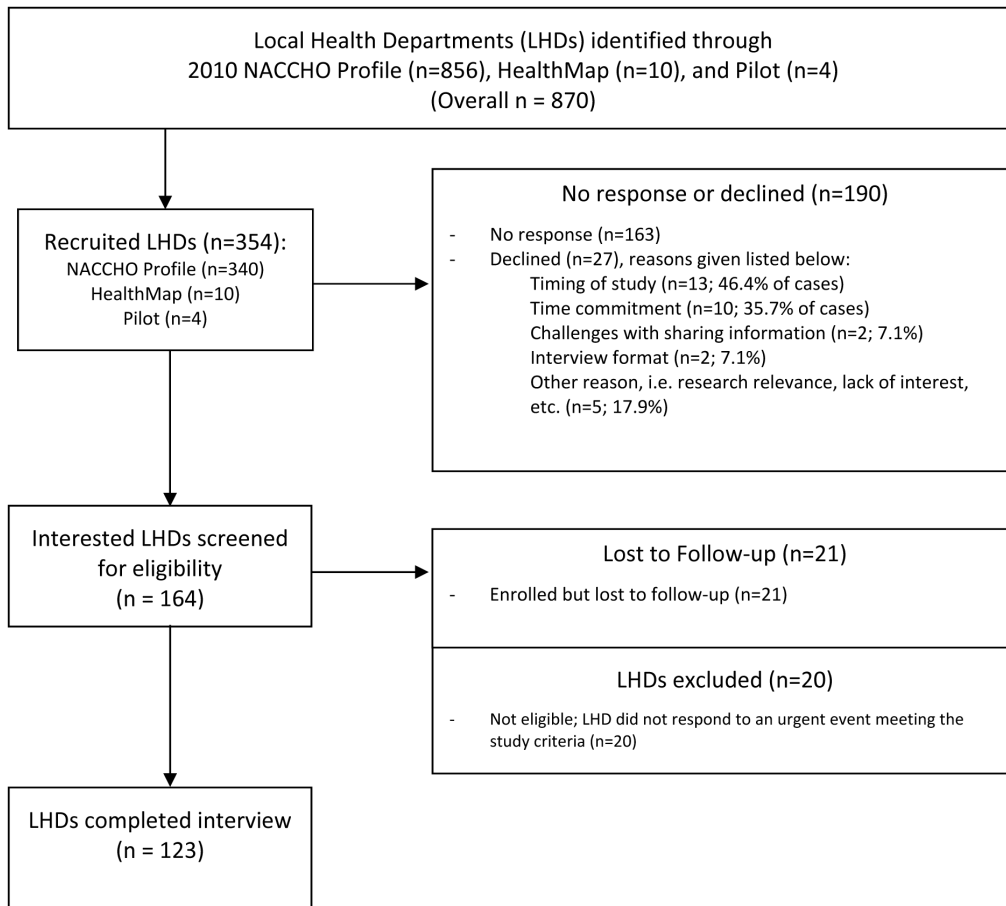 Local Health Departments (LHDs) identified through
2010 NACCHO Profile (n=856), HealthMap (n=10), and Pilot (n=4)
(Overall n = 870)
Recruited LHDs (n=354):
NACCHO Profile (n=340)
HealthMap (n=10)
Pilot (n=4)
No response or declined (n=190)
- No response (n=163)
- Declined (n=27), reasons given listed below:
Timing of study (n=13; 46.4% of cases)
Time commitment (n=10; 35.7% of cases)
Challenges with sharing information (n=2; 7.1%)
Interview format (n=2; 7.1%)
Other reason, i.e. research relevance, lack of interest,
etc. (n=5; 17.9%)
Interested LHDs screened
for eligibility
(n = 164)
Lost to Follow-up (n=21)
- Enrolled but lost to follow-up (n=21)
LHDs excluded (n=20)
- Not eligible; LHD did not respond to an urgent event meeting the
study criteria (n=20)
LHDs completed interview
(n = 123)